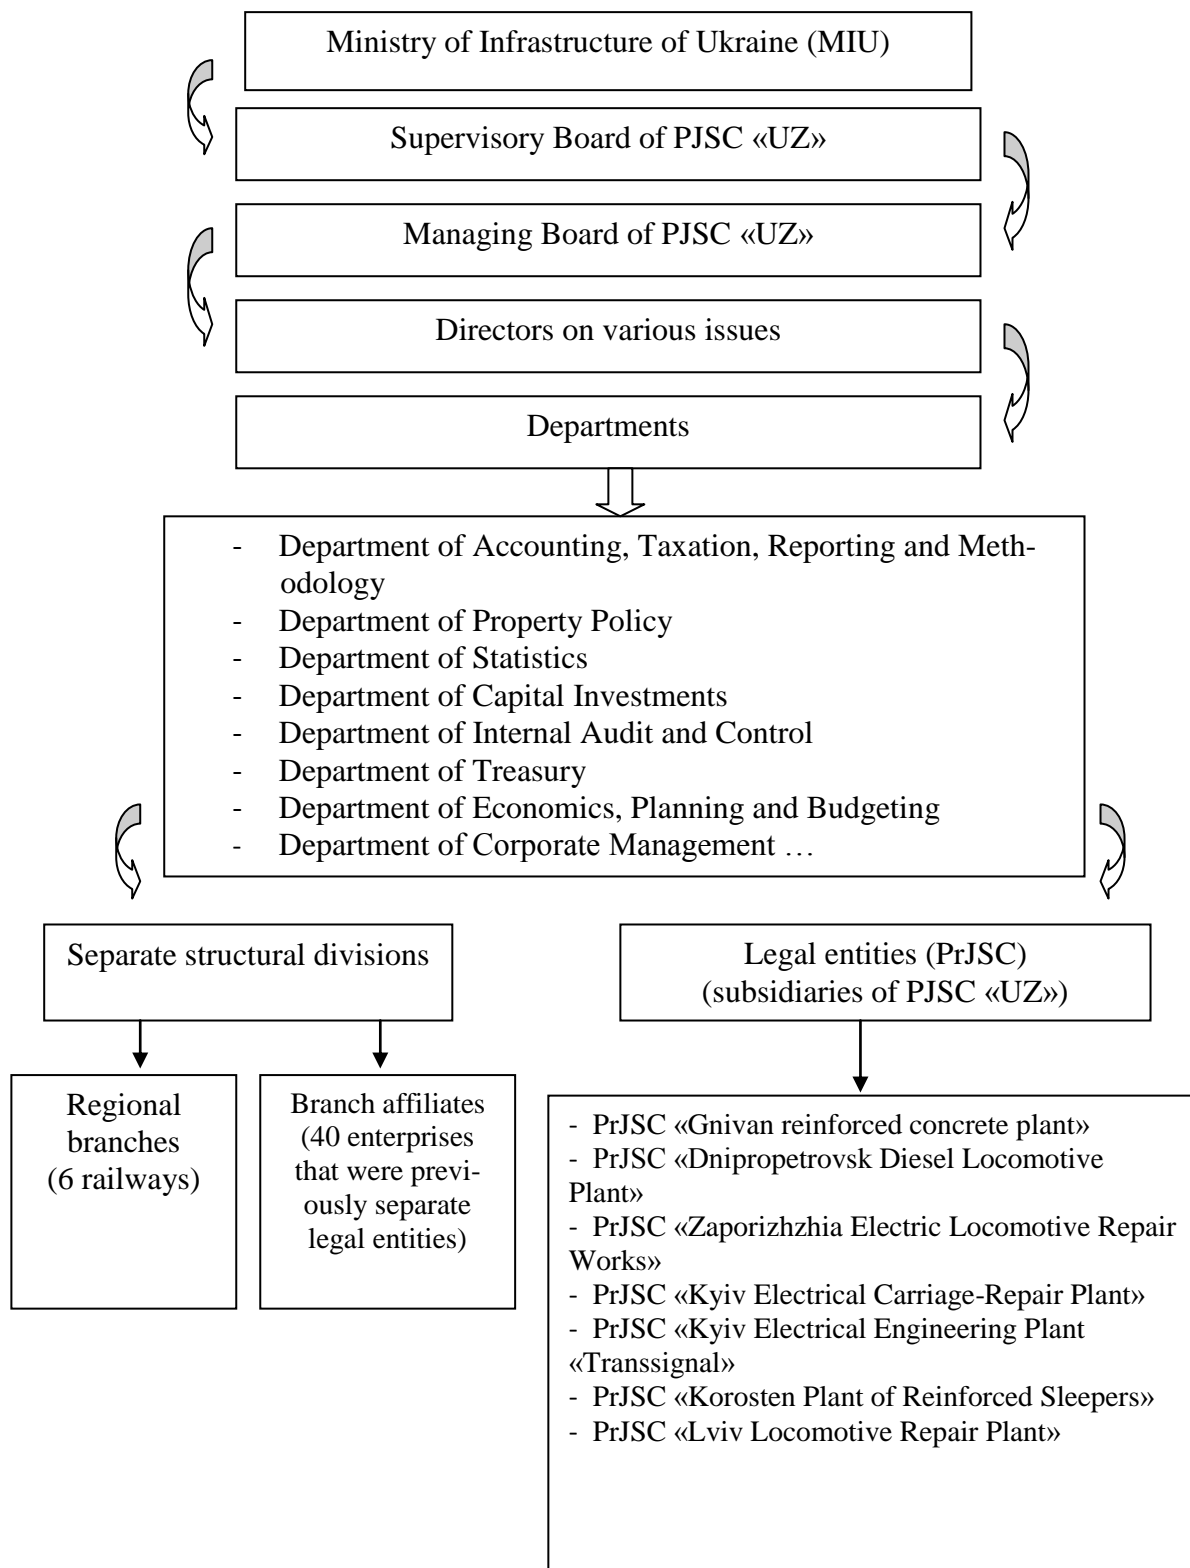 Ministry of Infrastructure of Ukraine (MIU)
Supervisory Board of PJSC «UZ»
Managing Board of PJSC «UZ»
Directors on various issues
Departments
- Department of Accounting, Taxation, Reporting and Meth-
odology
- Department of Property Policy
- Department of Statistics
- Department of Capital Investments
- Department of Internal Audit and Control
- Department of Treasury
- Department of Economics, Planning and Budgeting
- Department of Corporate Management …
Separate structural divisions
Legal entities (PrJSC)
(subsidiaries of PJSC «UZ»)
Regional
branches
(6 railways)
Branch affiliates
(40 enterprises
that were previ-
ously separate
legal entities)
- PrJSC «Gnivan reinforced concrete plant»
- PrJSC «Dnipropetrovsk Diesel Locomotive
Plant»
- PrJSC «Zaporizhzhia Electric Locomotive Repair
Works»
- PrJSC «Kyiv Electrical Carriage-Repair Plant»
- PrJSC «Kyiv Electrical Engineering Plant
«Transsignal»
- PrJSC «Korosten Plant of Reinforced Sleepers»
- PrJSC «Lviv Locomotive Repair Plant»